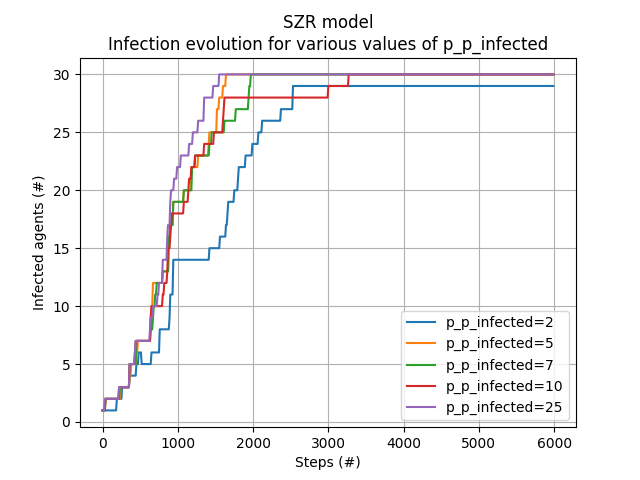 SZR model
Infection evolution for various values of p_p_infected
Infected agents (#)
30
25
20
15
10
5
0
0 1000 2000 3000 4000 5000 6000
Steps (#)
p_p_infected=2
p_p_infected=5
p_p_infected=7
p_p_infected=10
p_p_infected=25